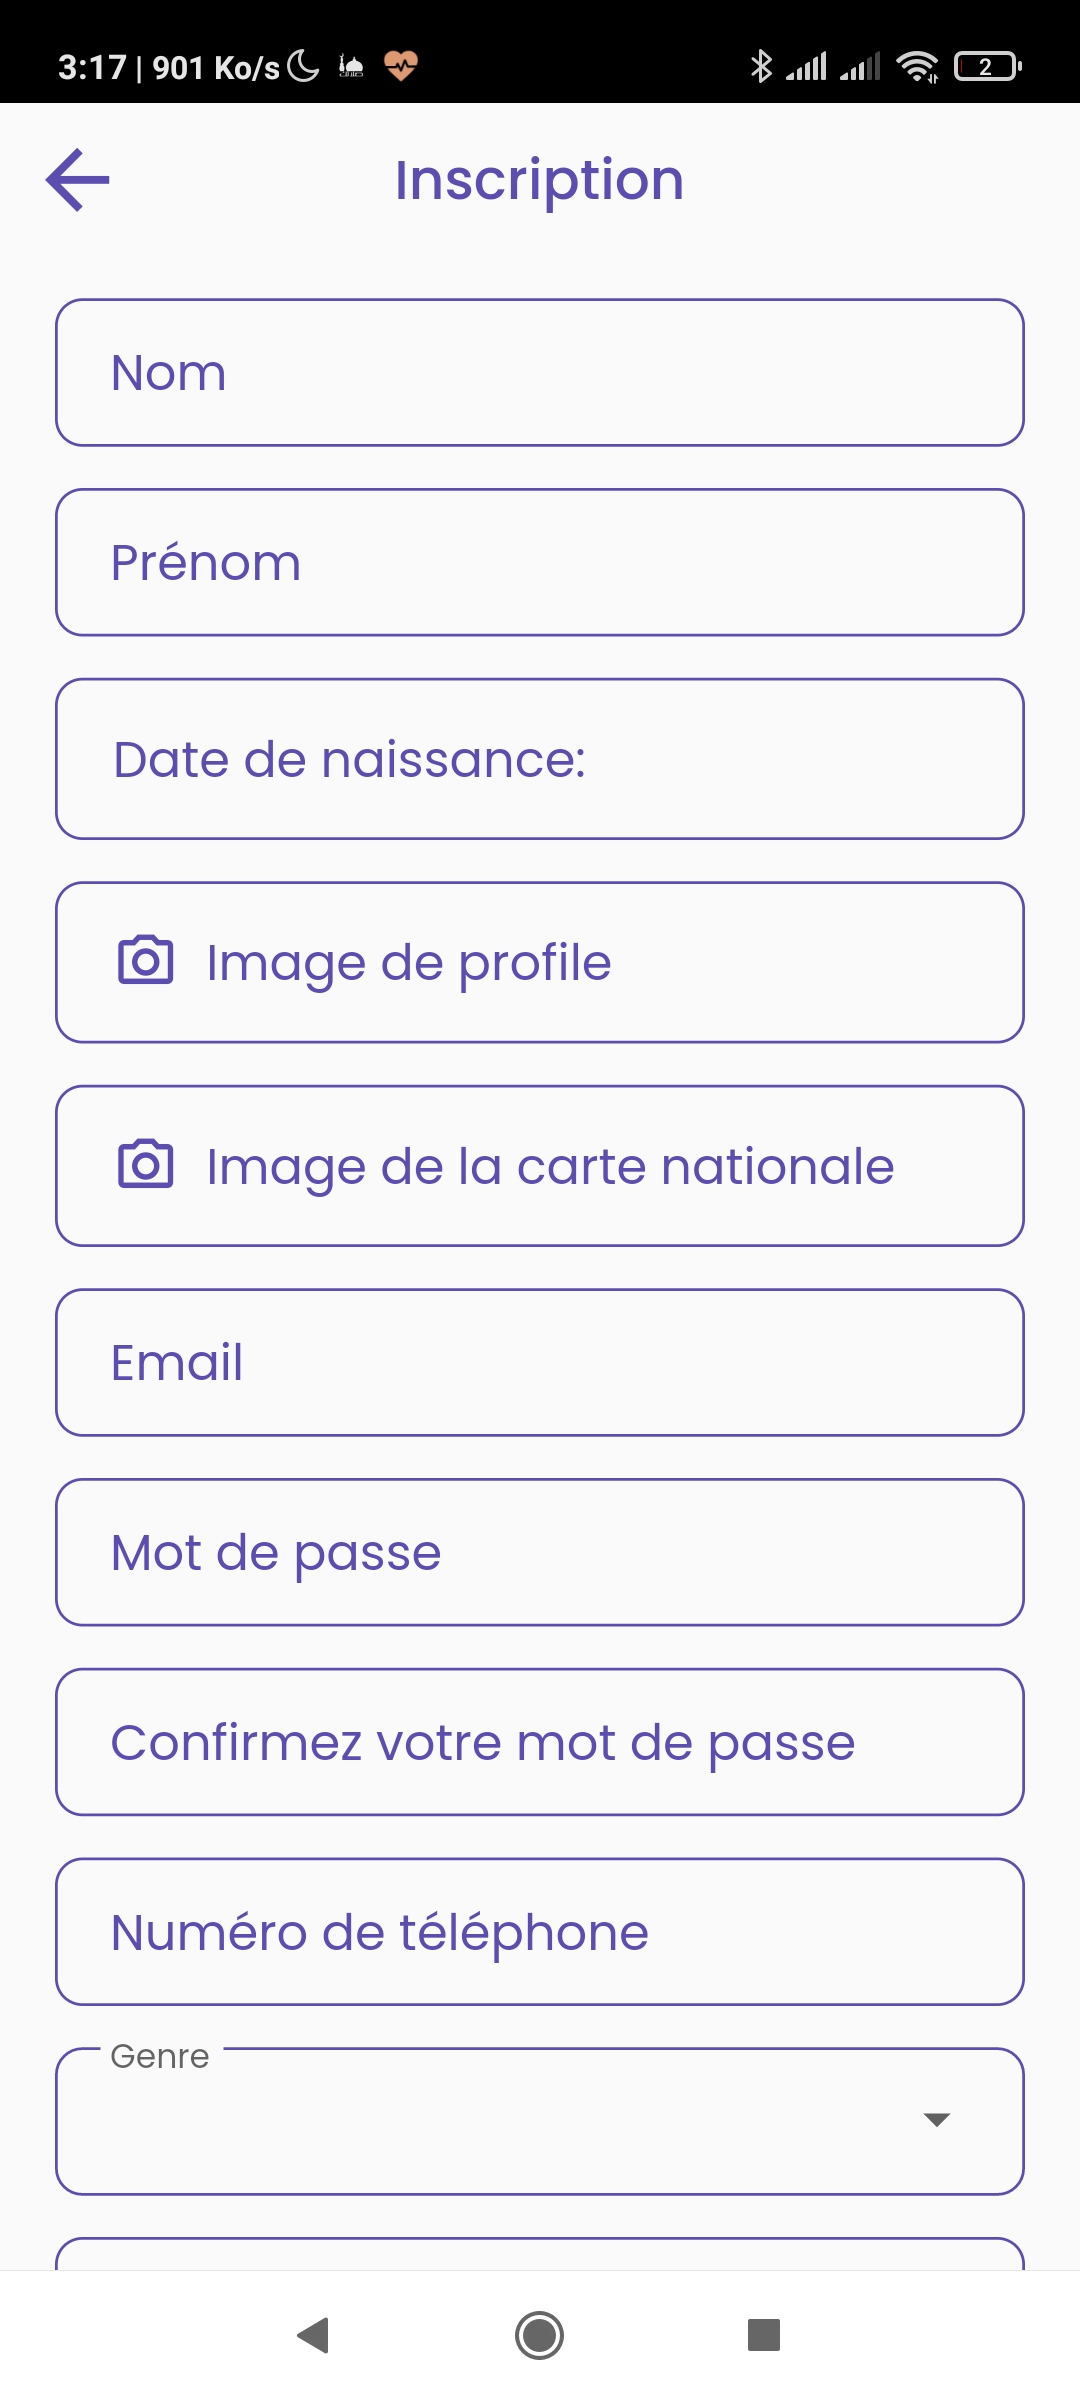 3:17 | 901 Ko/s 2
Inscription
Nom
Prénom
Date de naissance:
Image de profile
Image de la carte nationale
Email
Mot de passe
Confirmez votre mot de passe
Numéro de téléphone
Genre